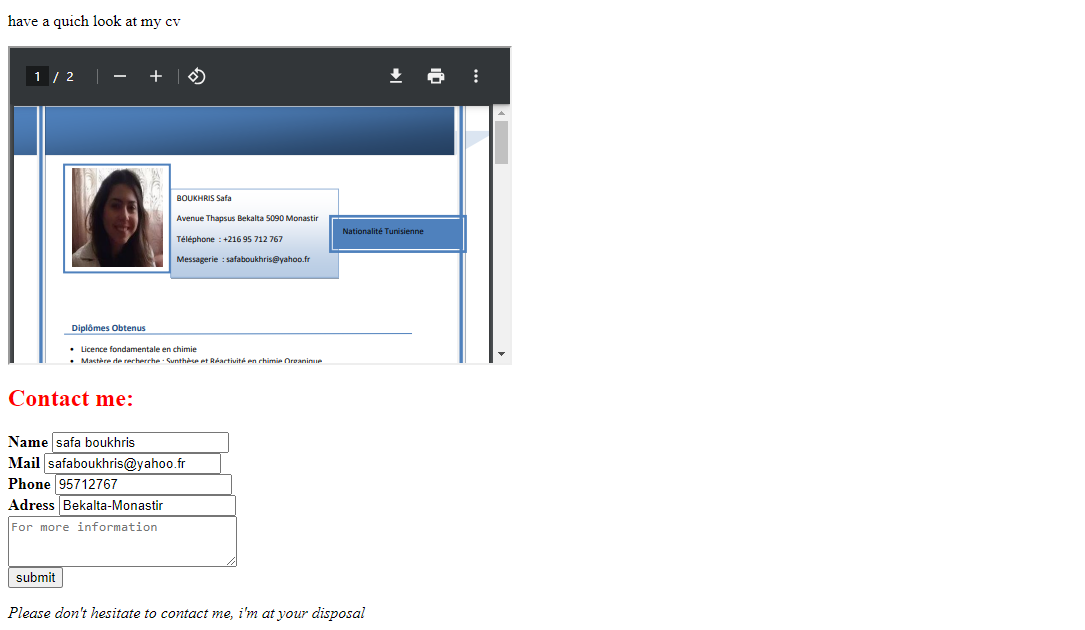 have a quich look at my cv
1 / 2
BOUKHRIS Safa
Avenue Thapsus Bekalta 5090 Monastir
Téléphone : +216 95 712 767
Messagerie : safaboukhris@yahoo.fr
Nationalité Tunisienne
Diplômes Obtenus
• Licence fondamentale en chimie
• Mastère de recherche : Synthèse et Réactivité en chimie Organique
Contact me:
Name safa boukhris
Mail safaboukhris@yahoo.fr
Phone 95712767
Adress Bekalta-Monastir
For more information
submit
Please don't hesitate to contact me, i'm at your disposal